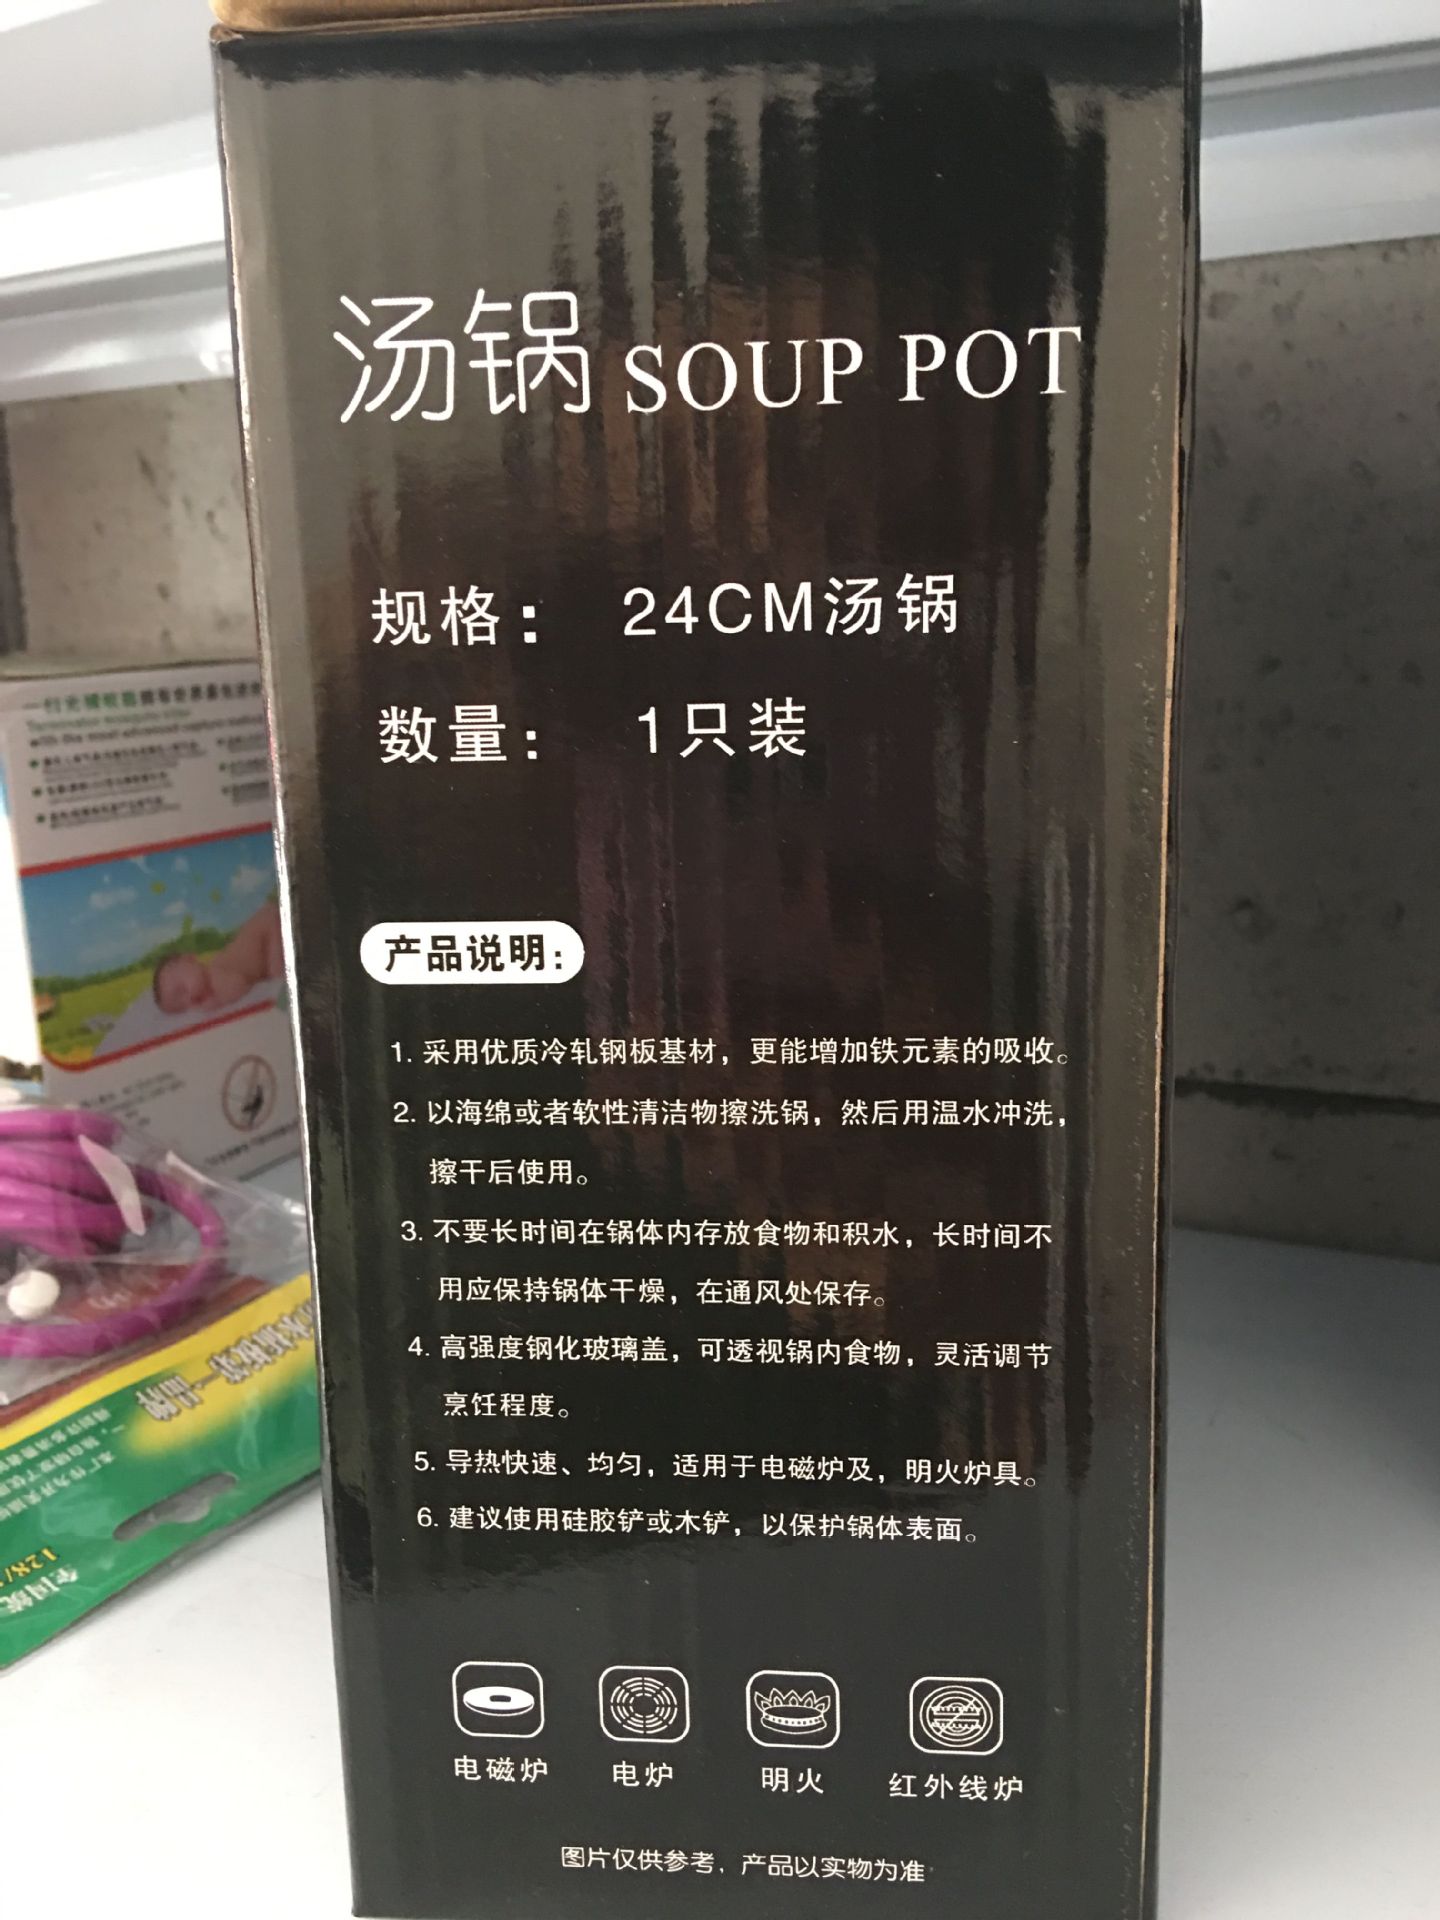 汤锅 SOUP POT
规格： 24CM汤锅
数量： 1只装
产品说明：
1. 采用优质冷轧钢板基材，更能增加铁元素的吸收。
2. 以海绵或者软性清洁物擦洗锅，然后用温水冲洗，
擦干后使用。
3. 不要长时间在锅体内存放食物和积水，长时间不
用应保持锅体干燥，在通风处保存。
4. 高强度钢化玻璃盖，可透视锅内食物，灵活调节
烹饪程度。
5. 导热快速、均匀，适用于电磁炉及，明火炉具。
6. 建议使用硅胶铲或木铲，以保护锅体表面。
电磁炉 电炉 明火 红外线炉
图片仅供参考，产品以实物为准